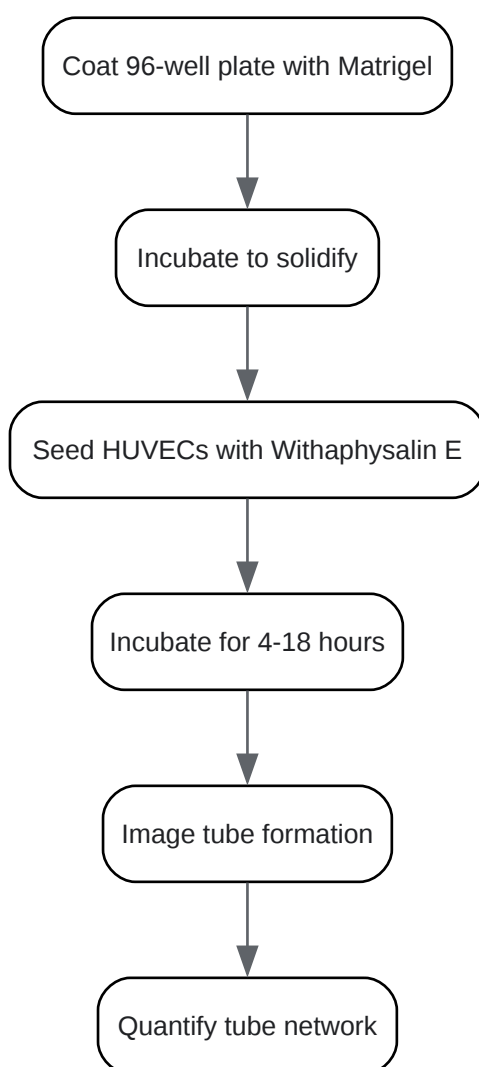 Coat 96-well plate with Matrigel
Incubate to solidify
Seed HUVECs with Withaphysalin E
Incubate for 4-18 hours
Image tube formation
Quantify tube network